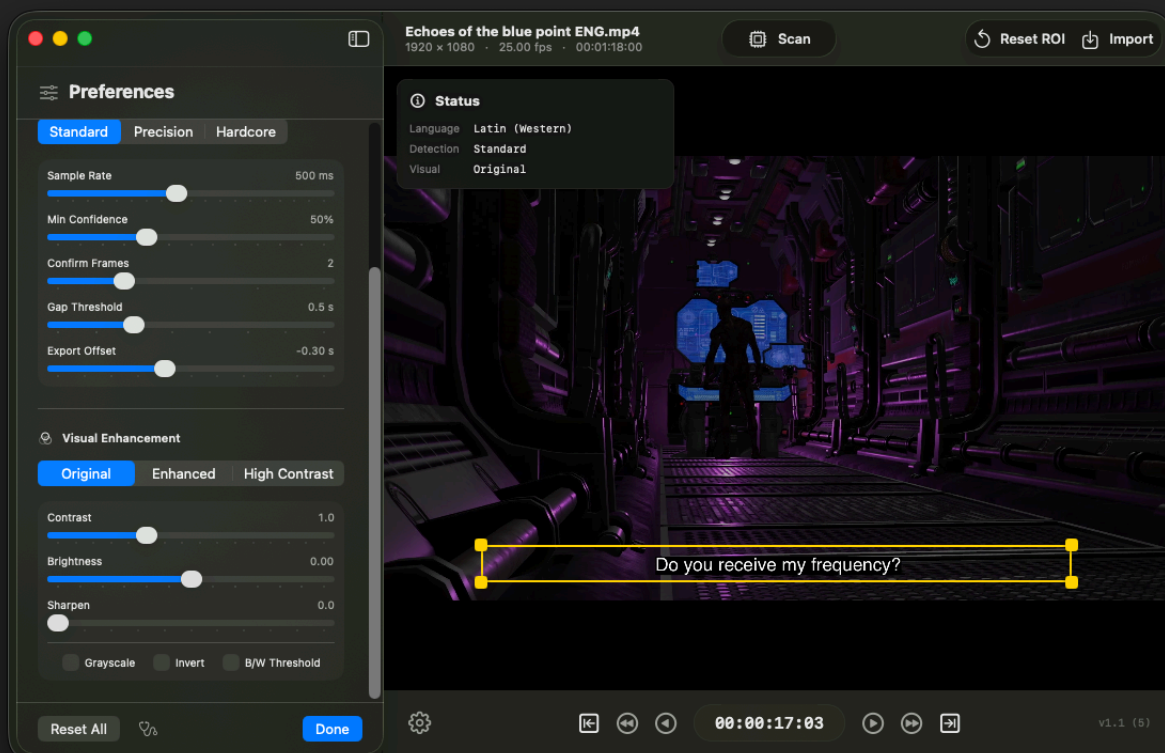 Preferences
Standard Precision Hardcore
Sample Rate 500 ms
Min Confidence 50%
Confirm Frames 2
Gap Threshold 0.5 s
Export Offset -0.30 s
Visual Enhancement
Original Enhanced High Contrast
Contrast 1.0
Brightness 0.00
Sharpen 0.0
Grayscale Invert B/W Threshold
Reset All Done
Echoes of the blue point ENG.mp4
1920 × 1080 · 25.00 fps · 00:01:18:00
Scan
Reset ROI Import
Status
Language Latin (Western)
Detection Standard
Visual Original
Do you receive my frequency?
00:00:17:03
v1.1 (5)